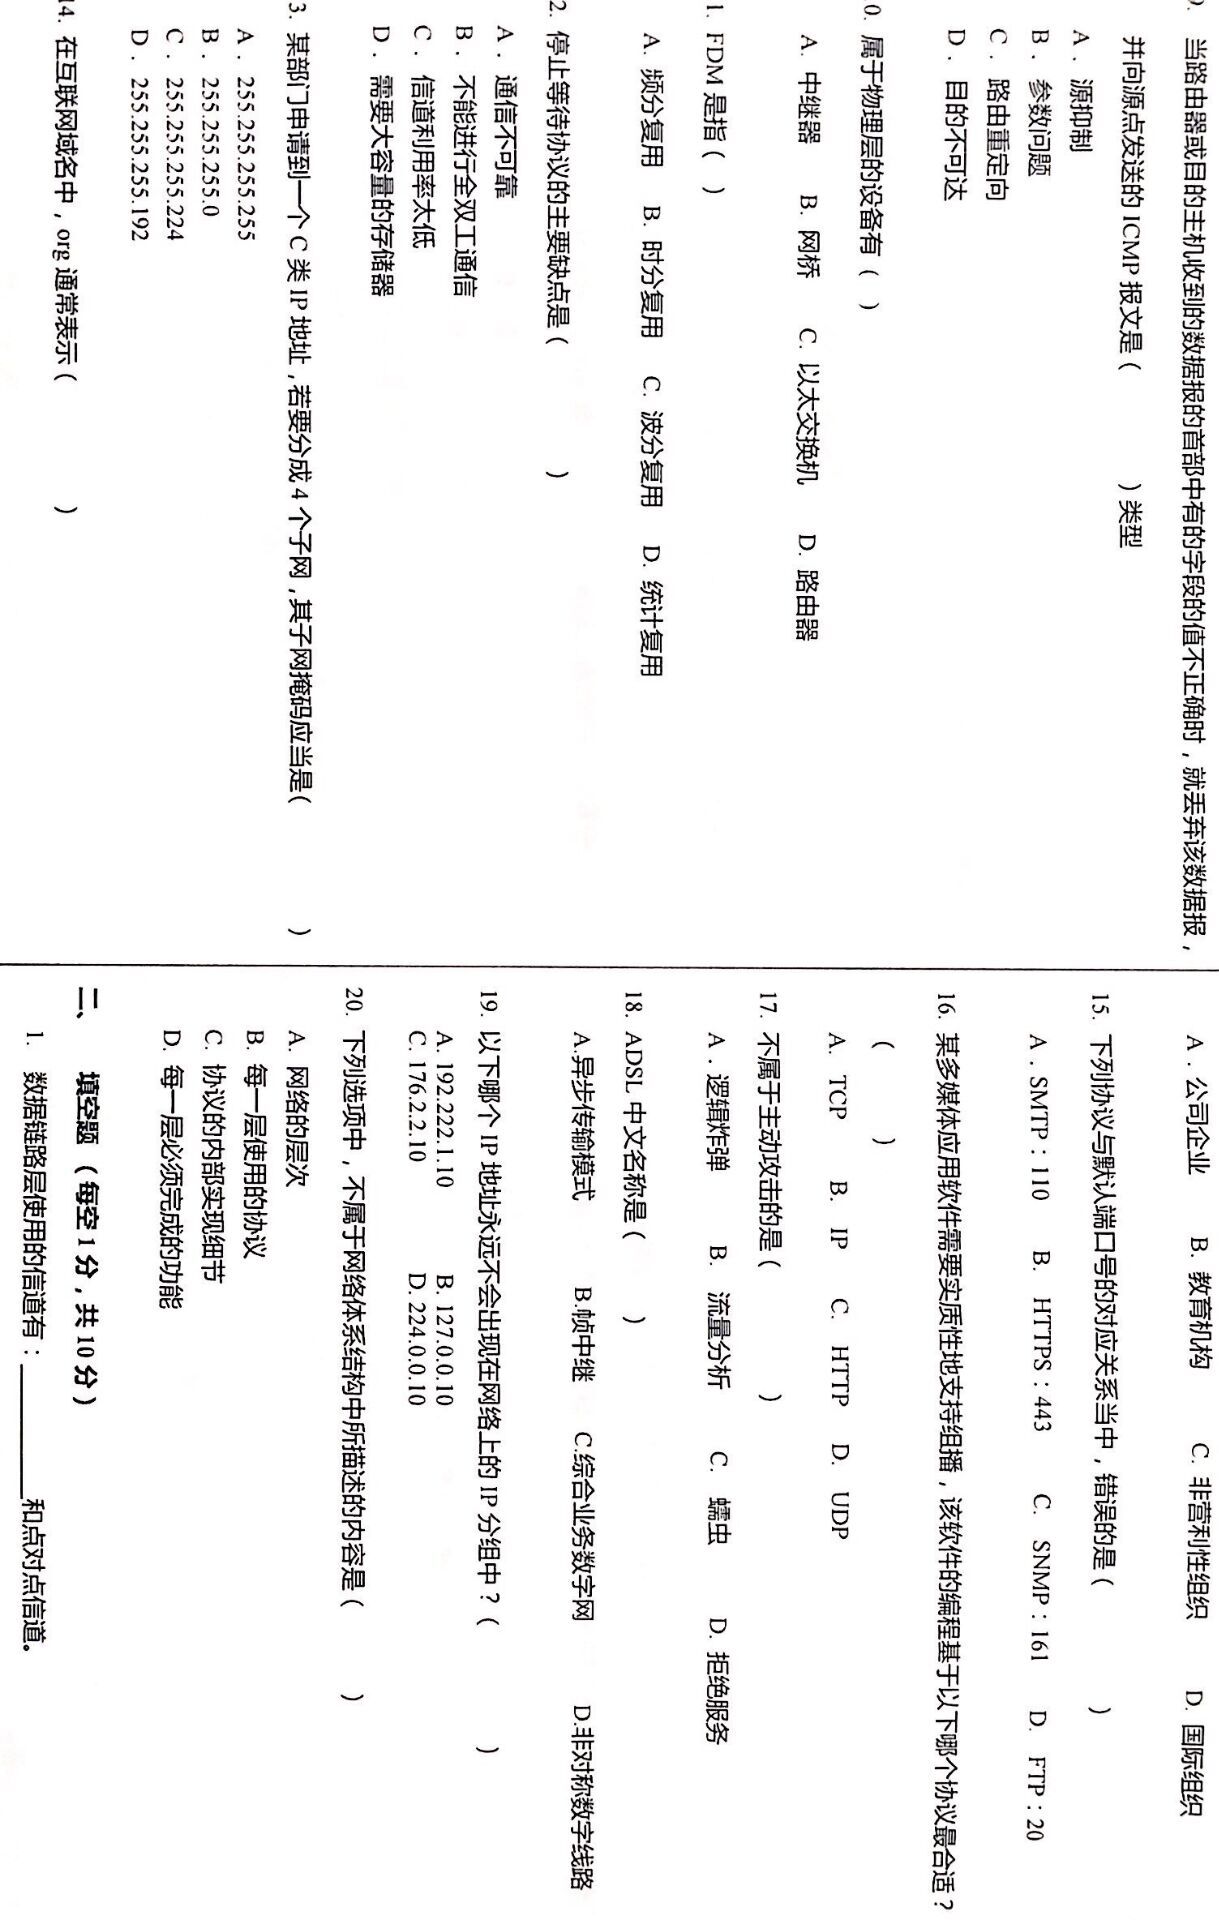 9. 当路由器或目的主机收到的数据报的首部中有的字段的值不正确时，就丢弃该数据报，
并向源点发送的 ICMP 报文是（ ）类型
A． 源抑制
B． 参数问题
C． 路由重定向
D． 目的不可达
0. 属于物理层的设备有（ ）
A. 中继器 B. 网桥 C. 以太交换机 D. 路由器
1. FDM 是指（ ）
A. 频分复用 B. 时分复用 C. 波分复用 D. 统计复用
2. 停止等待协议的主要缺点是（ ）
A． 通信不可靠
B． 不能进行全双工通信
C． 信道利用率太低
D． 需要大容量的存储器
3. 某部门申请到一个 C 类 IP 地址，若要分成 4 个子网，其子网掩码应当是（ ）
A． 255.255.255.255
B． 255.255.255.0
C． 255.255.255.224
D． 255.255.255.192
14. 在互联网域名中，org 通常表示（ ）
A．公司企业 B. 教育机构 C. 非营利性组织 D. 国际组织
15. 下列协议与默认端口号的对应关系当中，错误的是（ ）
A．SMTP：110 B. HTTPS：443 C. SNMP：161 D. FTP：20
16. 某多媒体应用软件需要实质性地支持组播，该软件的编程基于以下哪个协议最合适？
（ ）
A. TCP B. IP C. HTTP D. UDP
17. 不属于主动攻击的是（ ）
A．逻辑炸弹 B. 流量分析 C. 蠕虫 D. 拒绝服务
18. ADSL 中文名称是（ ）
A.异步传输模式 B.帧中继 C.综合业务数字网 D.非对称数字线路
19. 以下哪个 IP 地址永远不会出现在网络上的 IP 分组中？（ ）
A. 192.222.1.10 B. 127.0.0.10
C. 176.2.2.10 D. 224.0.0.10
20. 下列选项中，不属于网络体系结构中所描述的内容是（ ）
A. 网络的层次
B. 每一层使用的协议
C. 协议的内部实现细节
D. 每一层必须完成的功能
二、 填空题 （每空 1 分，共 10 分）
1. 数据链路层使用的信道有：__________和点对点信道。